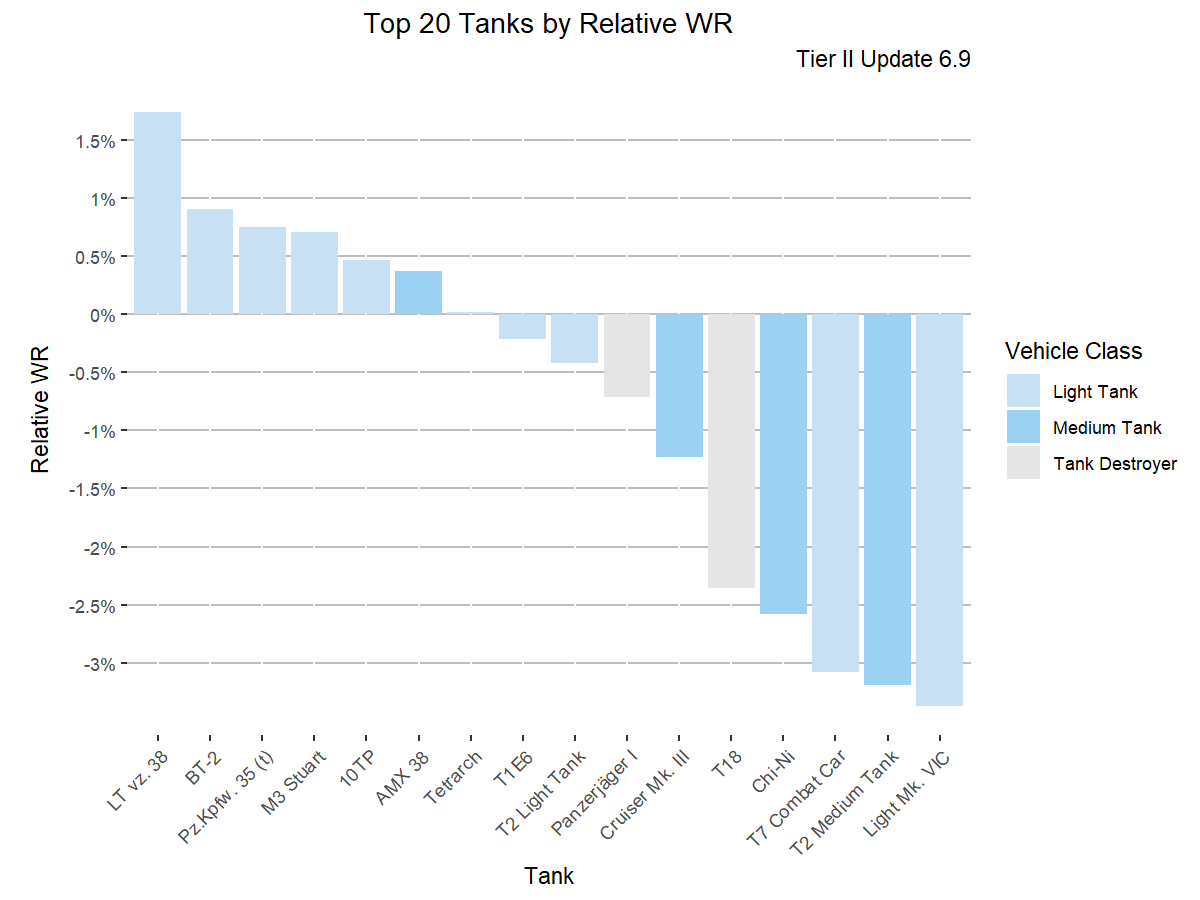 Top 20 Tanks by Relative WR
Tier II Update 6.9
1.5%
1%
0.5%
0%
-0.5%
-1%
-1.5%
-2%
-2.5%
-3%
Relative WR
LT vz. 38
BT-2
Pz.Kpfw. 35 (t)
M3 Stuart
10TP
AMX 38
Tetrarch
T1E6
T2 Light Tank
Panzerjäger I
Cruiser Mk. III
T18
Chi-Ni
T7 Combat Car
T2 Medium Tank
Light Mk. VIC
Tank
Vehicle Class
Light Tank
Medium Tank
Tank Destroyer